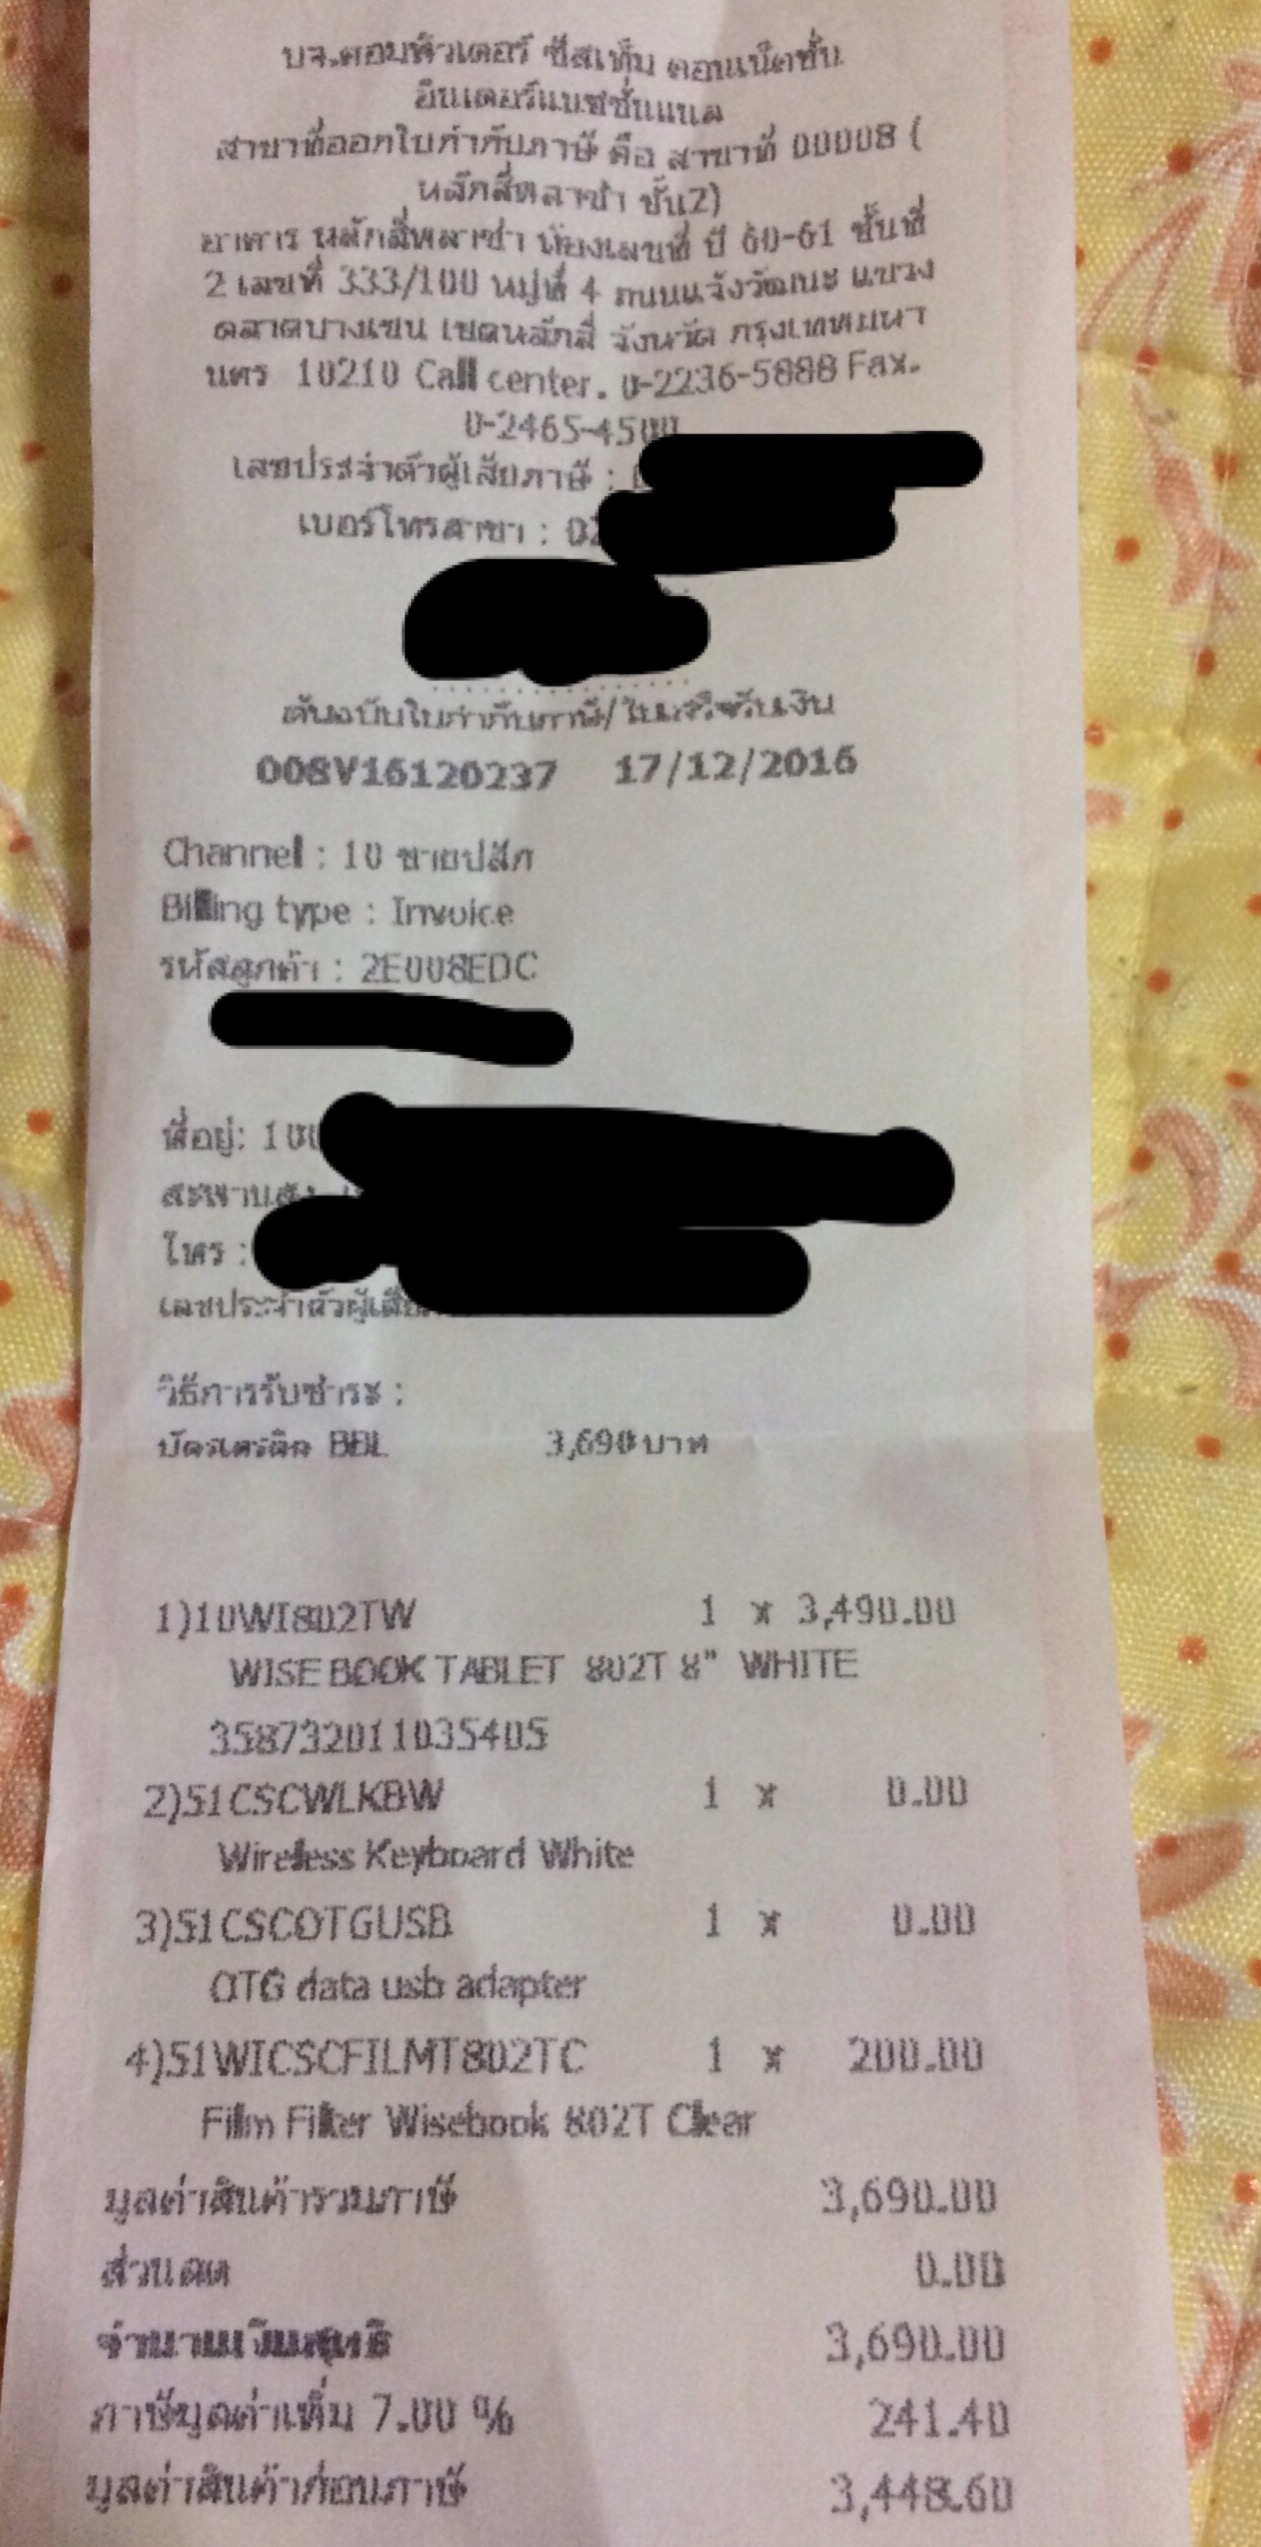 บจ.คอมพิวเตอร์ ซิสเท็ม คอนเน็คชั่น
อินเตอร์เนชชั่นแนล
สาขาที่ออกใบกำกับภาษี คือ สาขาที่ 00008 (
หลักสี่พลาซ่า ชั้น2)
อาคาร หลักสี่พลาซ่า ห้องเลขที่ บี 60-61 ชั้นที่
2 เลขที่ 333/100 หมู่ที่ 4 ถนนแจ้งวัฒนะ แขวง
ตลาดบางเขน เขตหลักสี่ จังหวัด กรุงเทพมหา
นคร 10210 Call center. 0-2236-5888 Fax.
0-2465-4500
เลขประจำตัวผู้เสียภาษี :
เบอร์โทรสาขา : 02
ต้นฉบับใบกำกับภาษี/ใบเสร็จรับเงิน
008V16120237 17/12/2016
Channel : 10 ขายปลีก
Billing type : Invoice
รหัสลูกค้า : 2E008EDC
ที่อยู่: 100
สะพานสูง
โทร :
เลขประจำตัวผู้เสีย
วิธีการรับชำระ :
บัตรเครดิต BBL 3,690บาท
1)10WI802TW 1 x 3,490.00
WISE BOOK TABLET 802T 8" WHITE
358732011035405
2)51CSCWLKBW 1 x 0.00
Wireless Keyboard White
3)51CSCOTGUSB 1 x 0.00
OTG data usb adapter
4)51WICSCFILMT802TC 1 x 200.00
Film Filter Wisebook 802T Clear
มูลค่าสินค้ารวมภาษี 3,690.00
ส่วนลด 0.00
จำนวนเงินสุทธิ 3,690.00
ภาษีมูลค่าเพิ่ม 7.00 % 241.40
มูลค่าสินค้าก่อนภาษี 3,448.60